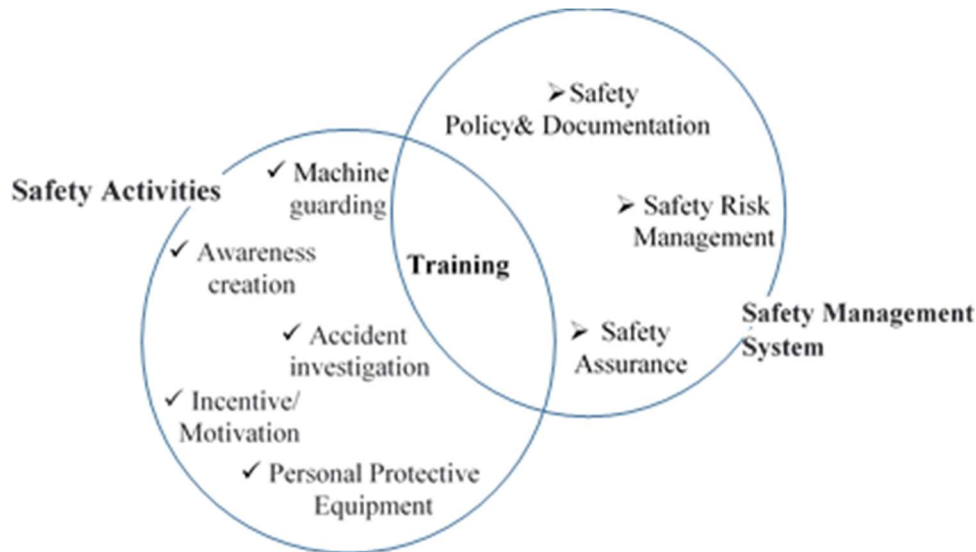 Safety Activities
✓ Machine
guarding
✓ Awareness
creation
✓ Accident
investigation
✓ Incentive/
Motivation
✓ Personal Protective
Equipment
Training
➢ Safety
Policy& Documentation
➢ Safety Risk
Management
➢ Safety
Assurance
Safety Management
System